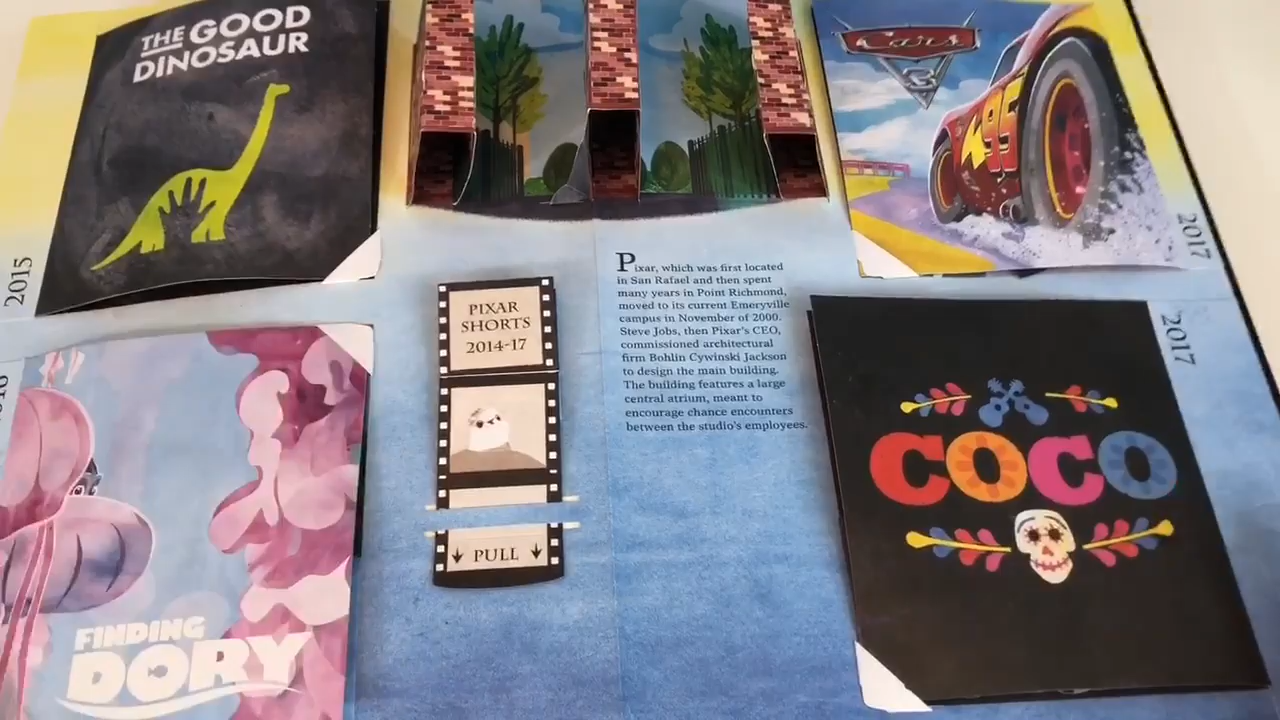 THE GOOD
DINOSAUR
2015
Cars
3
95
2017
PIXAR
SHORTS
2014-17
PULL
Pixar, which was first located
in San Rafael and then spent
many years in Point Richmond,
moved to its current Emeryville
campus in November of 2000.
Steve Jobs, then Pixar's CEO,
commissioned architectural
firm Bohlin Cywinski Jackson
to design the main building.
The building features a large
central atrium, meant to
encourage chance encounters
between the studio's employees.
FINDING
DORY
2017
COCO